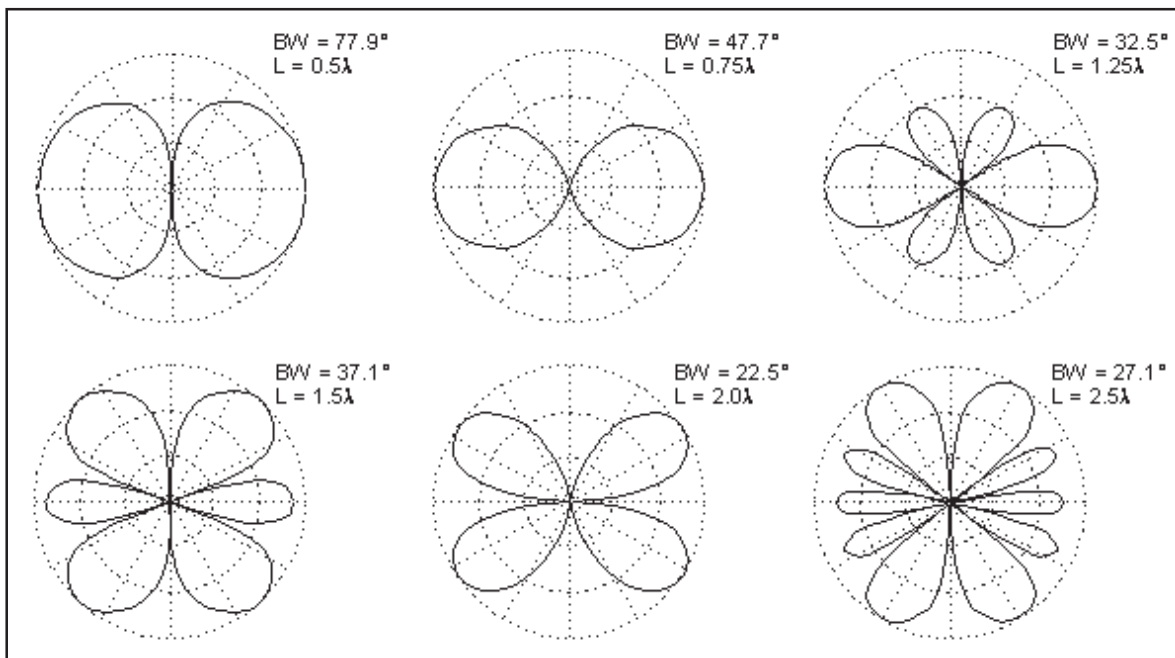 BW = 77.9°
L = 0.5λ
BW = 47.7°
L = 0.75λ
BW = 32.5°
L = 1.25λ
BW = 37.1°
L = 1.5λ
BW = 22.5°
L = 2.0λ
BW = 27.1°
L = 2.5λ